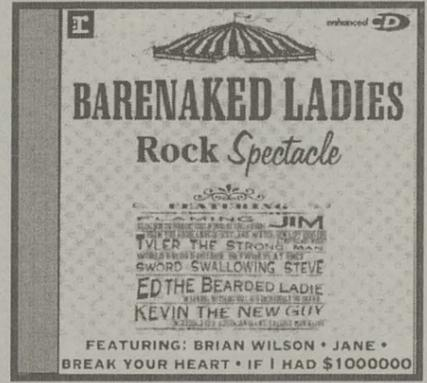 enhanced CD
BARENAKED LADIES
Rock Spectacle
FEATURING
FLAMING JIM
TYLER THE STRONG MAN
SWORD SWALLOWING STEVE
ED THE BEARDED LADIE
KEVIN THE NEW GUY
FEATURING: BRIAN WILSON • JANE •
BREAK YOUR HEART • IF I HAD $1000000